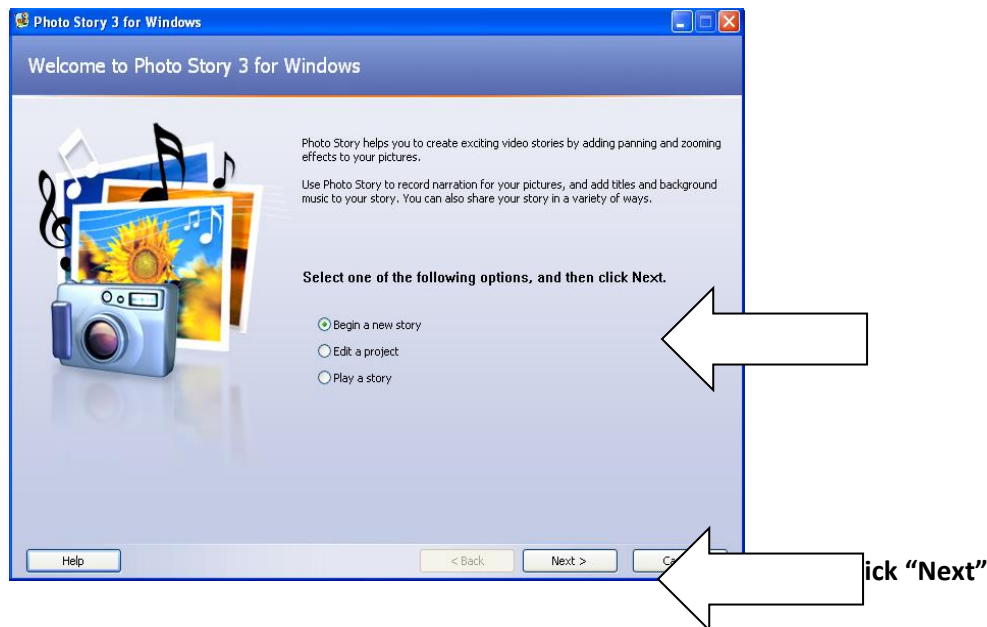 Photo Story 3 for Windows
Welcome to Photo Story 3 for Windows
Photo Story helps you to create exciting video stories by adding panning and zooming
effects to your pictures.
Use Photo Story to record narration for your pictures, and add titles and background
music to your story. You can also share your story in a variety of ways.
Select one of the following options, and then click Next.
Begin a new story
Edit a project
Play a story
Help
< Back
Next >
ick “Next”